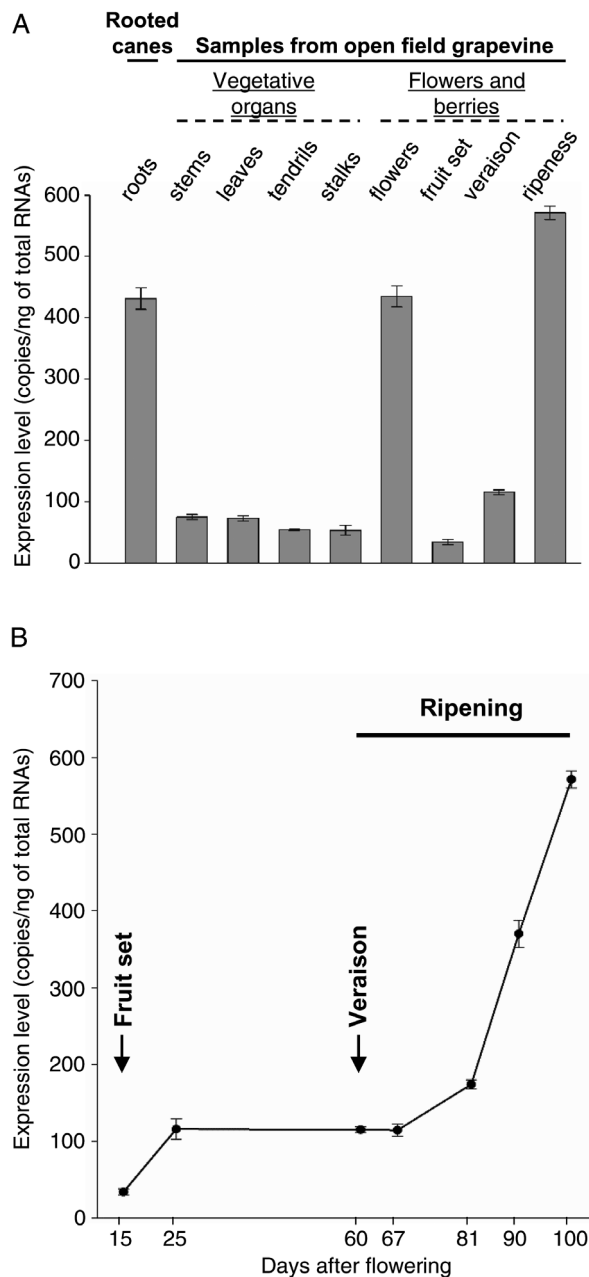 A
Rooted
canes
Samples from open field grapevine
Vegetative
organs
Flowers and
berries
roots
stems
leaves
tendrils
stalks
flowers
fruit set
veraison
ripeness
Expression level (copies/ng of total RNAs)
600
500
400
300
200
100
0
B
Expression level (copies/ng of total RNAs)
700
600
500
400
300
200
100
0
Ripening
Fruit set
Veraison
15 25 60 67 81 90 100
Days after flowering